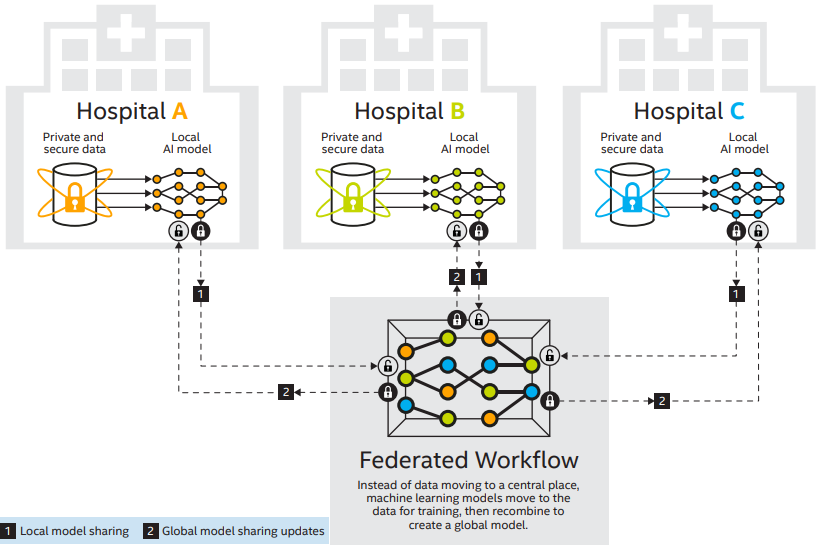 Hospital A
Private and
secure data
Local
AI model
Hospital B
Private and
secure data
Local
AI model
Hospital C
Private and
secure data
Local
AI model
1
2
2
1
1
2
Federated Workflow
Instead of data moving to a central place,
machine learning models move to the
data for training, then recombine to
create a global model.
1 Local model sharing
2 Global model sharing updates